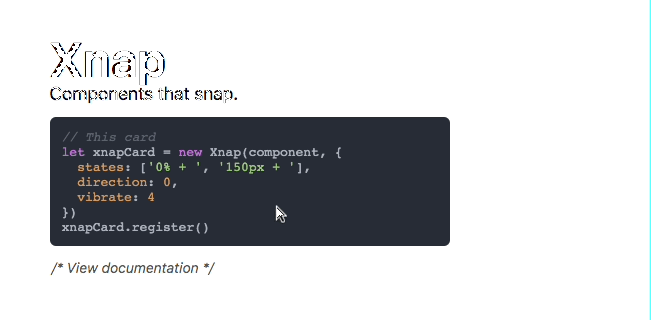 Xnap
Components that snap.
// This card
let xnapCard = new Xnap(component, {
  states: ['0% + ', '150px + '],
  direction: 0,
  vibrate: 4
})
xnapCard.register()
/* View documentation */